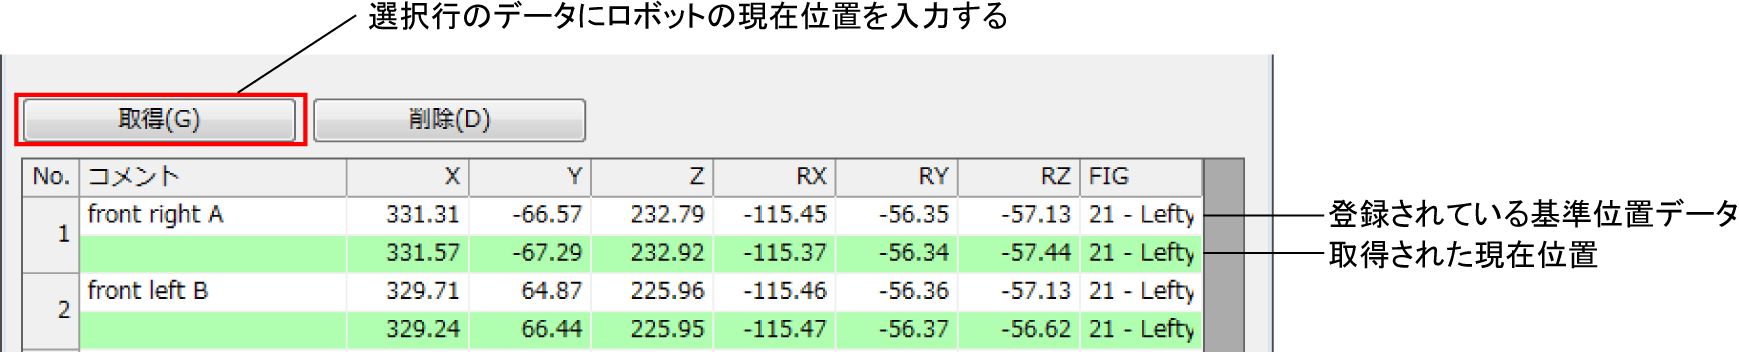 選択行のデータにロボットの現在位置を入力する
取得(G) 削除(D)
No. コメント X Y Z RX RY RZ FIG
1 front right A 331.31 -66.57 232.79 -115.45 -56.35 -57.13 21 - Lefty 登録されている基準位置データ
331.57 -67.29 232.92 -115.37 -56.34 -57.44 21 - Lefty 取得された現在位置
2 front left B 329.71 64.87 225.96 -115.46 -56.36 -57.13 21 - Lefty
329.24 66.44 225.95 -115.47 -56.37 -56.62 21 - Lefty